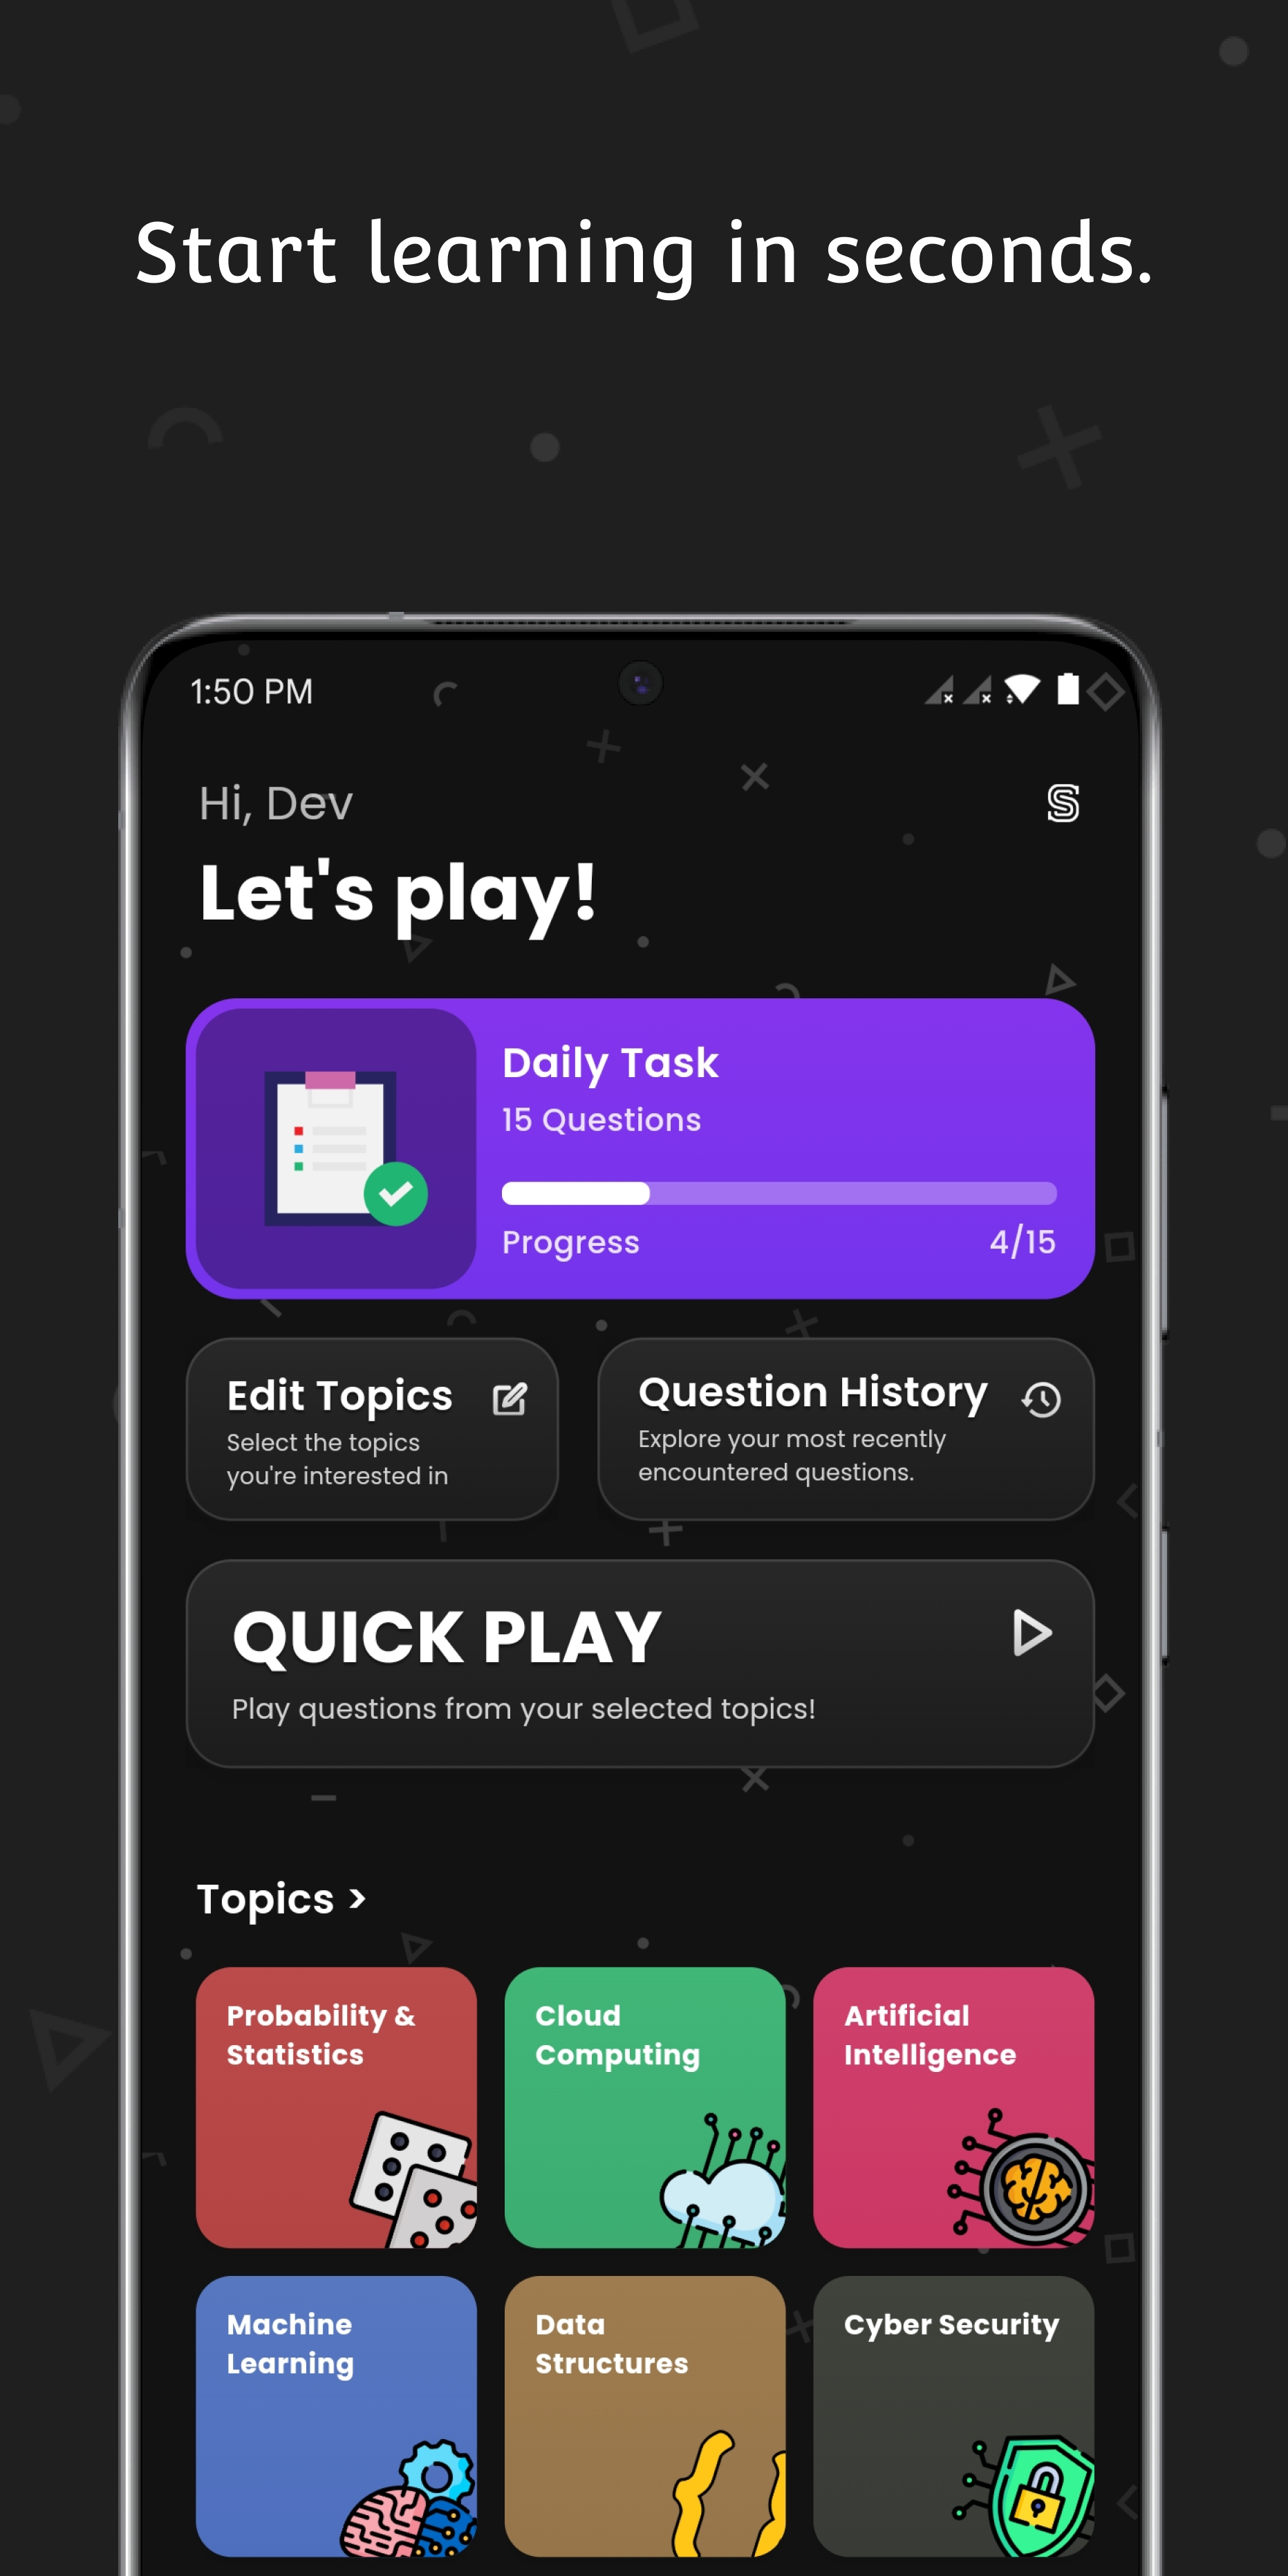 Start learning in seconds.
1:50 PM
Hi, Dev
S
Let's play!
Daily Task
15 Questions
Progress 4/15
Edit Topics
Select the topics
you're interested in
Question History
Explore your most recently
encountered questions.
QUICK PLAY
Play questions from your selected topics!
Topics >
Probability &
Statistics
Cloud
Computing
Artificial
Intelligence
Machine
Learning
Data
Structures
Cyber Security